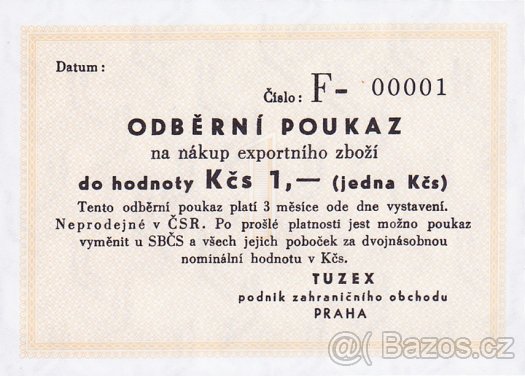 Datum :
Číslo : F- 00001
ODBĚRNÍ POUKAZ
na nákup exportního zboží
do hodnoty Kčs 1,— (jedna Kčs)
Tento odběrní poukaz platí 3 měsíce ode dne vystavení.
Neprodejné v ČSR. Po prošlé platnosti jest možno poukaz
vyměnit u SBČS a všech jejich poboček za dvojnásobnou
nominální hodnotu v Kčs.
TUZEX
podnik zahraničního obchodu
PRAHA
@( Bazos.cz